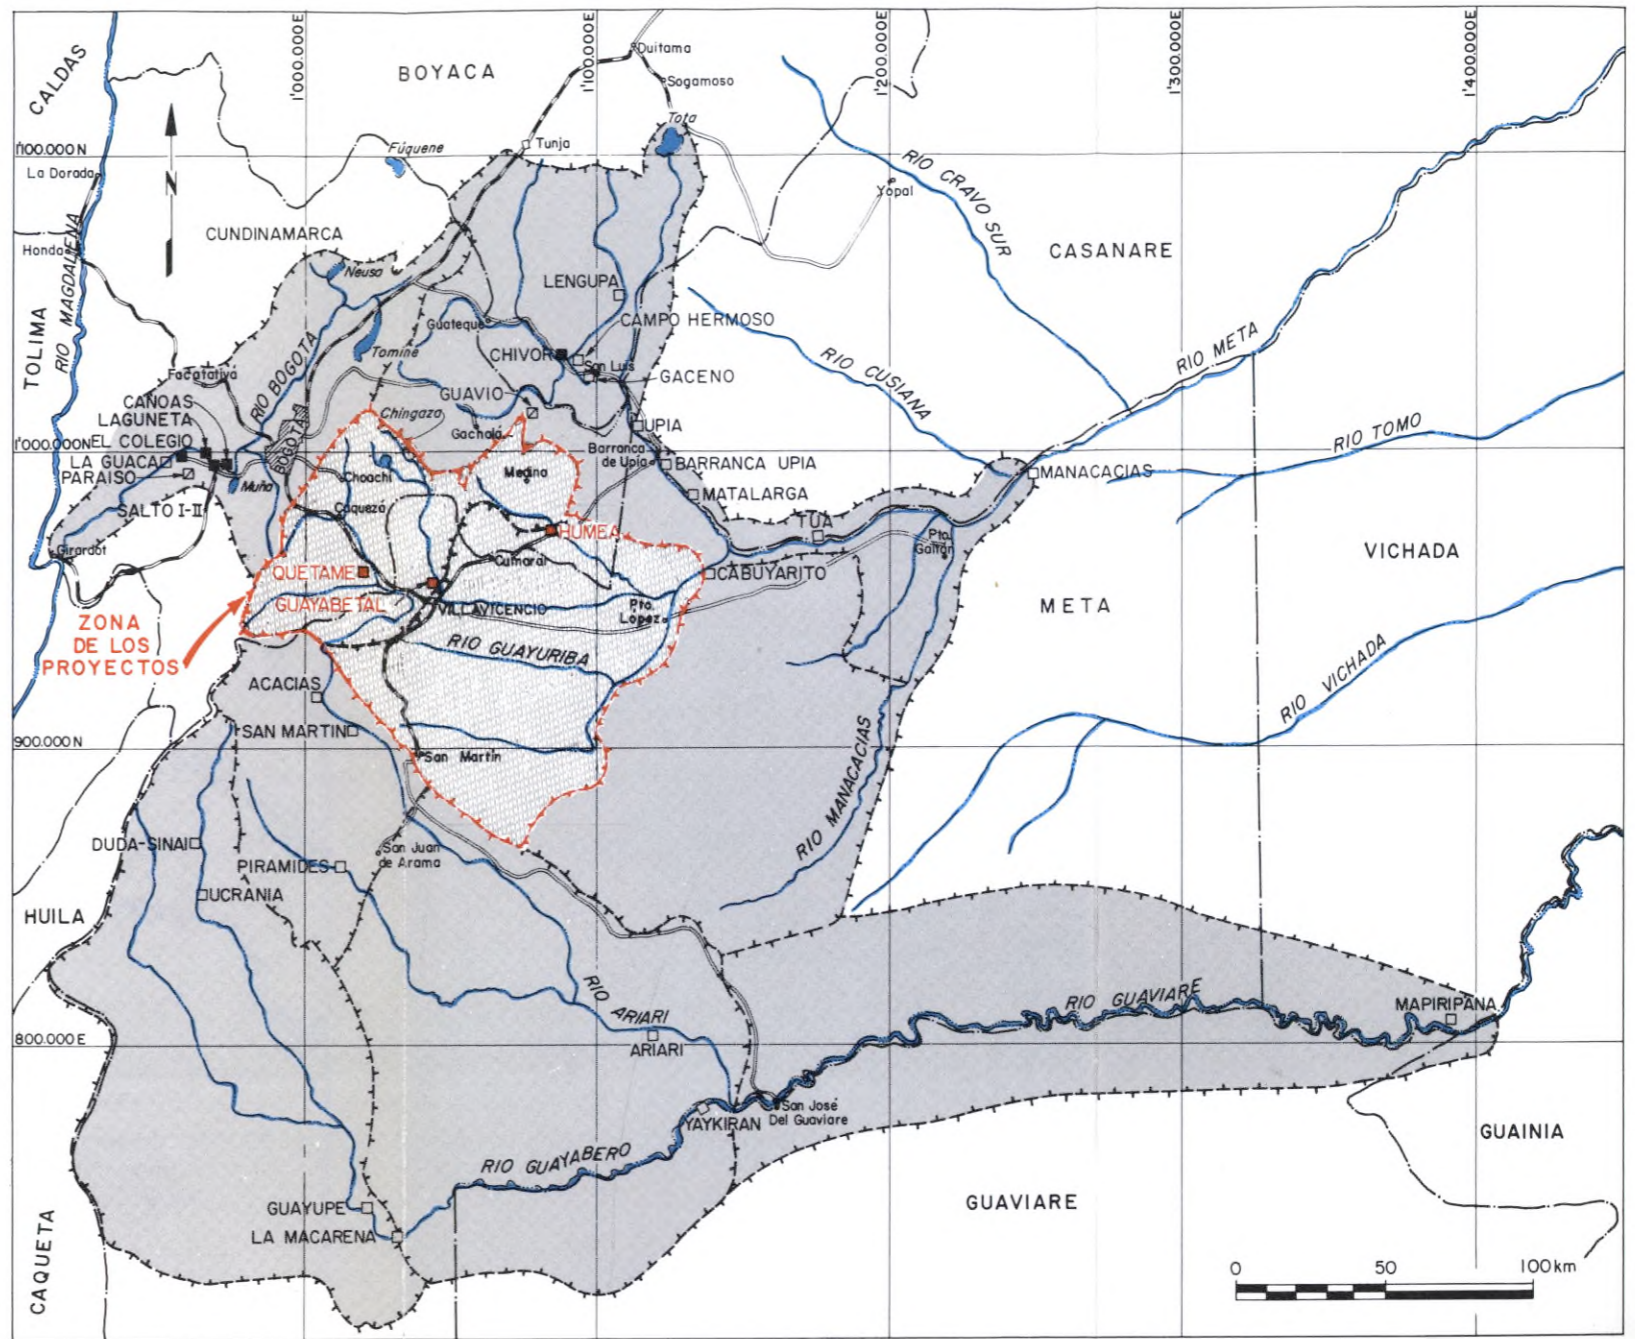 1'000.000E
1'100.000E
1'200.000E
1'300.000E
1'400.000E
CALDAS
BOYACA
Duitama
Sogamoso
Tota
Fúquene
Tunja
1'100.000N
La Dorada
N
RIO CRAVO SUR
Yopal
CUNDINAMARCA
Honda
RIO MAGDALENA
CASANARE
Neusa
LENGUPA
TOLIMA
Guateque
CAMPO HERMOSO
RIO META
Tomine
CHIVOR
San Luis
RIO CUSIANA
Facatativá
RIO BOGOTA
GACENO
GUAVIO
CAÑOAS
LAGUNETA
Chingaza
Gachalá
UPIA
RIO TOMO
1'000.000N
EL COLEGIO
BOGOTA
Barranca
de Upia
LA GUACA
BARRANCA UPIA
MANACACIAS
PARAISO
Muña
Choachi
Medina
MATALARGA
SALTO I-II
Caqueza
TUA
HUMEA
Pto.
Gaitán
Girardot
VICHADA
Cumaral
QUETAME
CABUYARITO
GUAYABETAL
VILLAVICENCIO
Pto.
López
META
ZONA
DE LOS
PROYECTOS
RIO GUAYURIBA
RIO VICHADA
ACACIAS
SAN MARTIN
900.000N
San Martín
RIO MANACACIAS
DUDA-SINAI
San Juan
de Arama
PIRAMIDES
UCRANIA
HUILA
RIO ARIARI
RIO GUAVIARE
MAPIRIPANA
800.000E
ARIARI
San José
Del Guaviare
YAYKIRAN
GUAINIA
RIO GUAYABERO
GUAVIARE
GUAYUPE
LA MACARENA
CAQUETA
0 50 100km